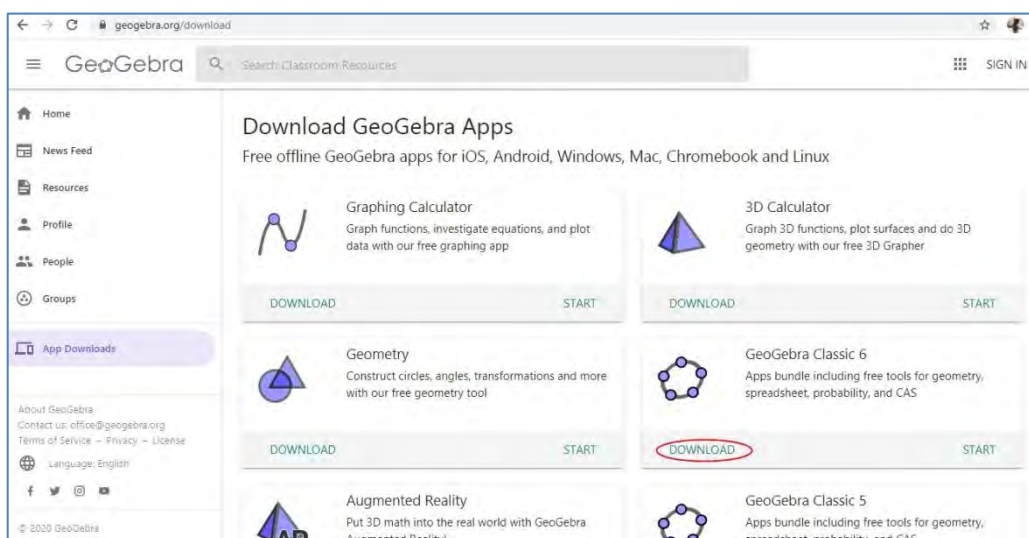 geogebra.org/download
GeoGebra
Search Classroom Resources
SIGN IN
Home
News Feed
Resources
Profile
People
Groups
App Downloads
About GeoGebra
Contact us: office@geogebra.org
Terms of Service – Privacy – License
Language: English
© 2020 GeoGebra
Download GeoGebra Apps
Free offline GeoGebra apps for iOS, Android, Windows, Mac, Chromebook and Linux
Graphing Calculator
Graph functions, investigate equations, and plot
data with our free graphing app
DOWNLOAD
START
3D Calculator
Graph 3D functions, plot surfaces and do 3D
geometry with our free 3D Grapher
DOWNLOAD
START
Geometry
Construct circles, angles, transformations and more
with our free geometry tool
DOWNLOAD
START
GeoGebra Classic 6
Apps bundle including free tools for geometry,
spreadsheet, probability, and CAS
DOWNLOAD
START
AR
Augmented Reality
Put 3D math into the real world with GeoGebra
Augmented Reality!
GeoGebra Classic 5
Apps bundle including free tools for geometry,
spreadsheet, probability, and CAS